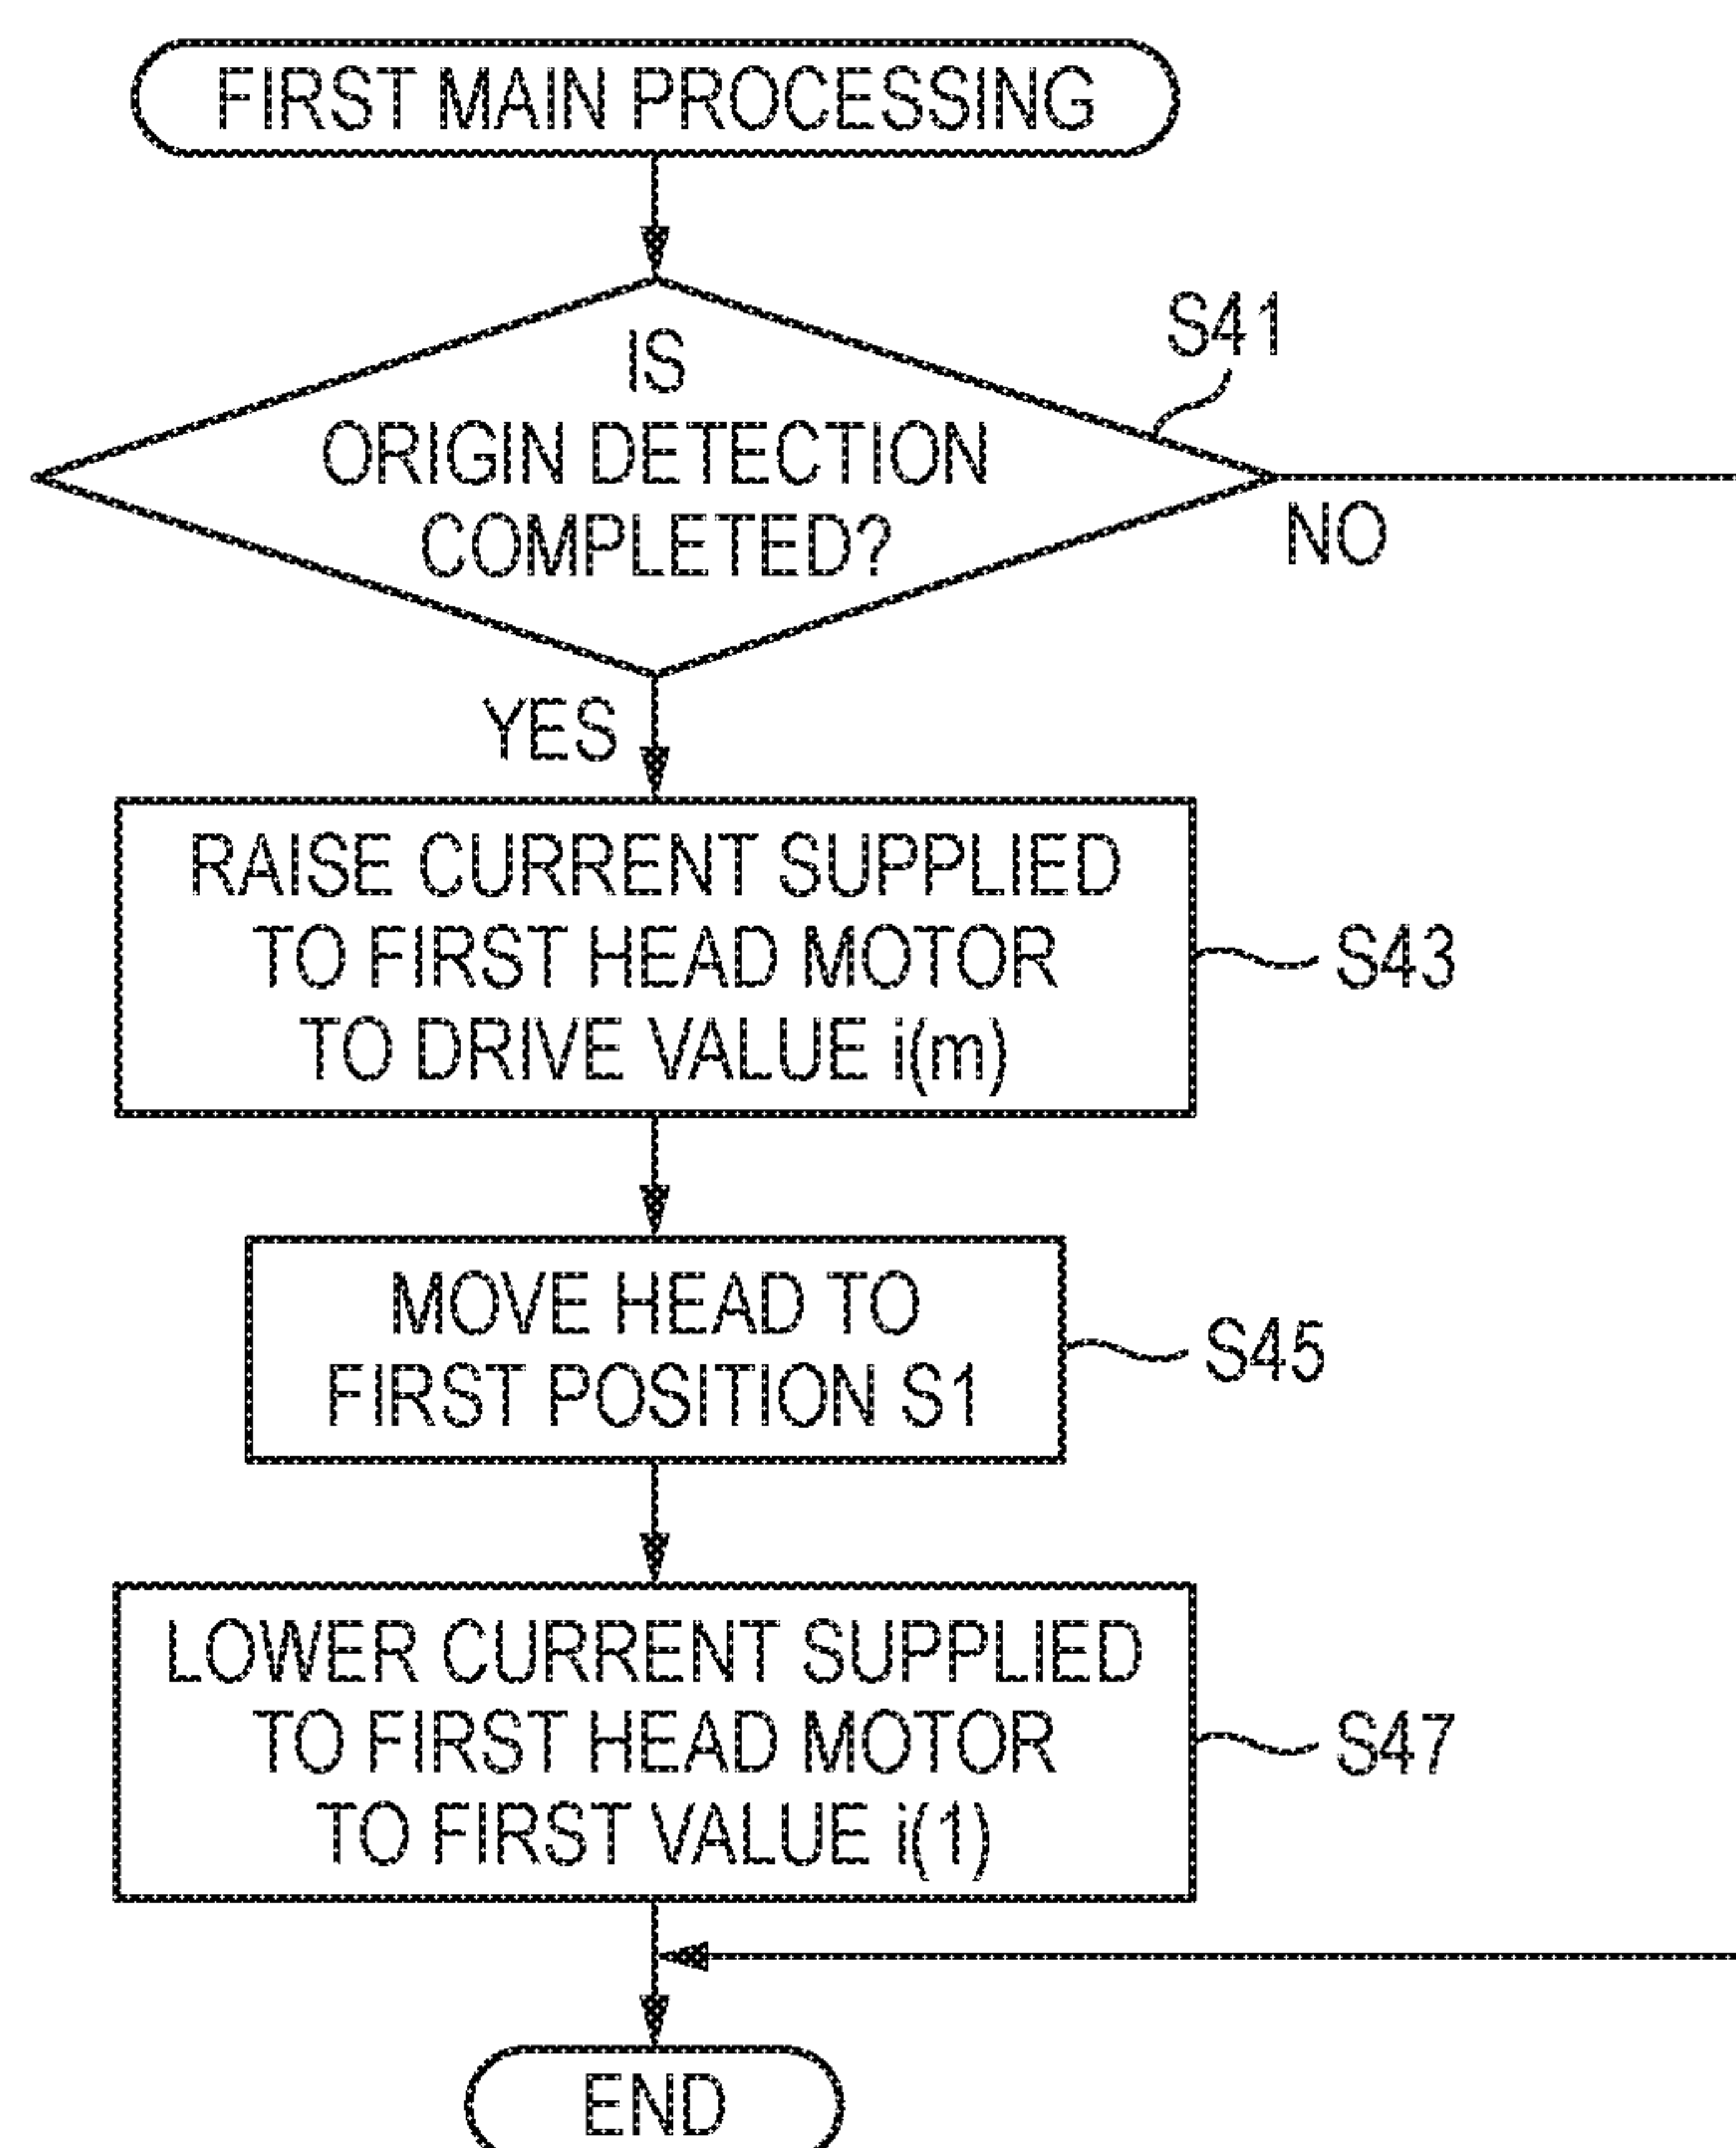 FIRST MAIN PROCESSING
IS
ORIGIN DETECTION
COMPLETED?
S41
NO
YES
RAISE CURRENT SUPPLIED
TO FIRST HEAD MOTOR
TO DRIVE VALUE i(m)
S43
MOVE HEAD TO
FIRST POSITION S1
S45
LOWER CURRENT SUPPLIED
TO FIRST HEAD MOTOR
TO FIRST VALUE i(1)
S47
END